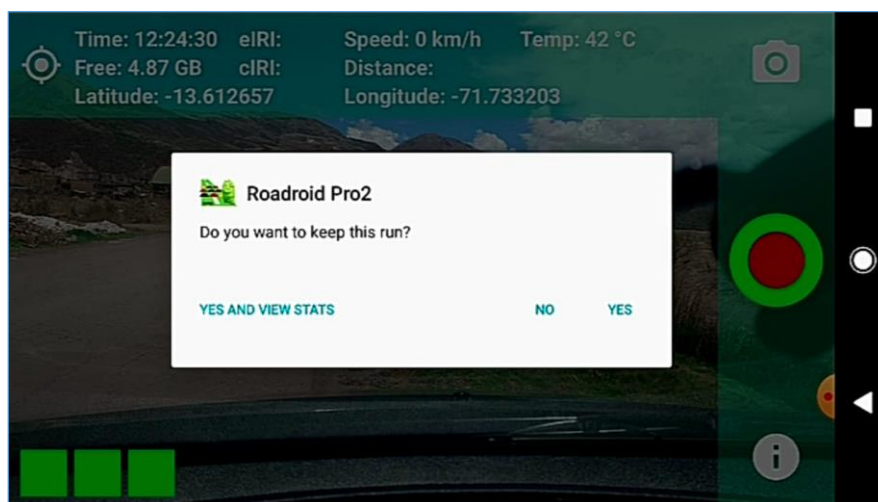 Time: 12:24:30 eIRI: Speed: 0 km/h Temp: 42 °C
Free: 4.87 GB cIRI: Distance:
Latitude: -13.612657 Longitude: -71.733203
Roadroid Pro2
Do you want to keep this run?
YES AND VIEW STATS NO YES